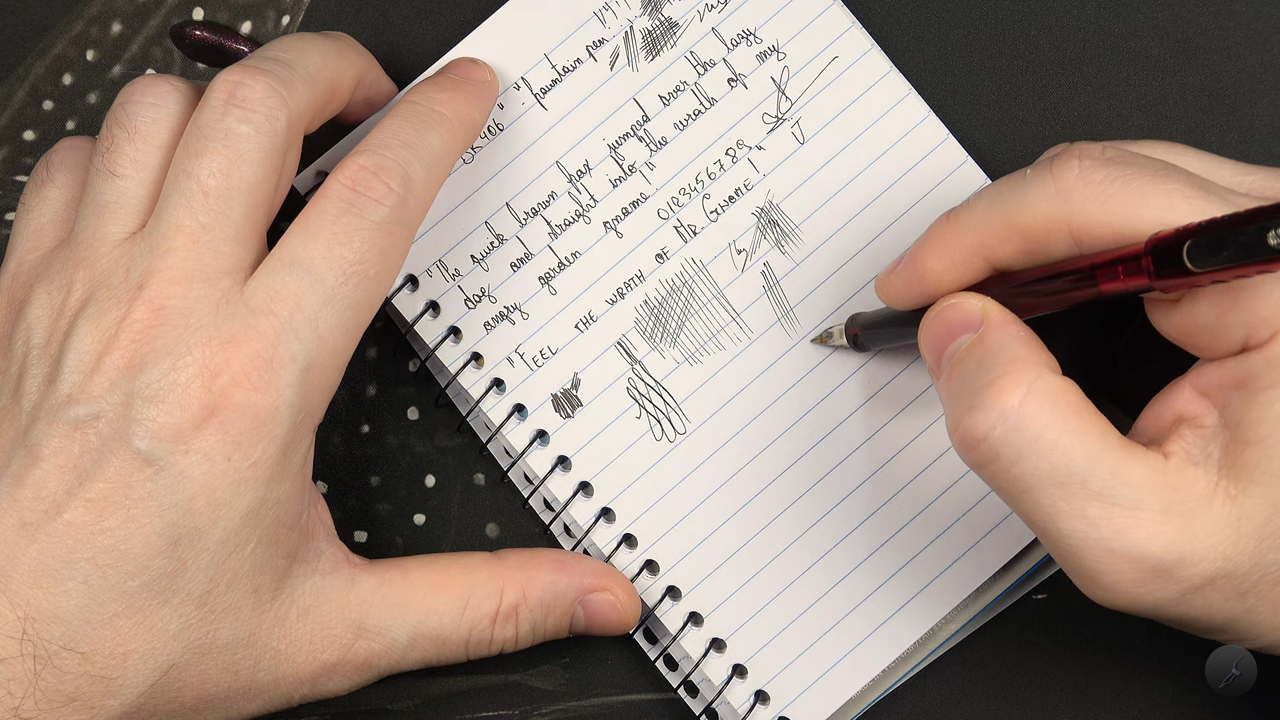 " "fountain pen
"The quick brown fox jumped over the lazy
dog and straight into the wrath of my
angry garden gnome!"
0123456789
"FEEL THE WRATH OF MR. GNOME!"